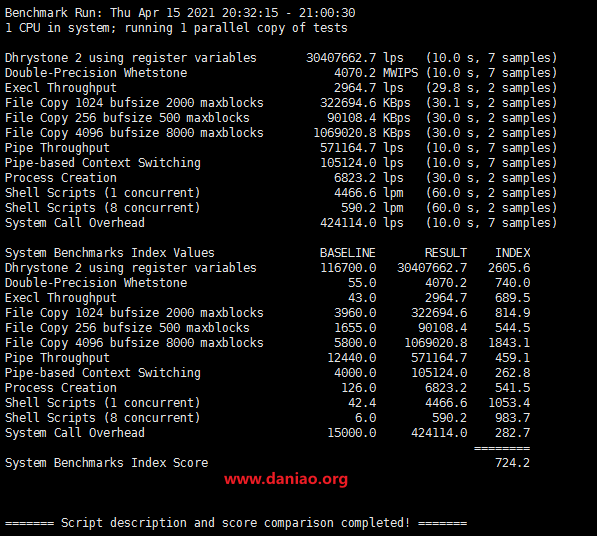 Benchmark Run: Thu Apr 15 2021 20:32:15 - 21:00:30
1 CPU in system; running 1 parallel copy of tests
Dhrystone 2 using register variables 30407662.7 lps (10.0 s, 7 samples)
Double-Precision Whetstone 4070.2 MWIPS (10.0 s, 7 samples)
Execl Throughput 2964.7 lps (29.8 s, 2 samples)
File Copy 1024 bufsize 2000 maxblocks 322694.6 KBps (30.1 s, 2 samples)
File Copy 256 bufsize 500 maxblocks 90108.4 KBps (30.0 s, 2 samples)
File Copy 4096 bufsize 8000 maxblocks 1069020.8 KBps (30.0 s, 2 samples)
Pipe Throughput 571164.7 lps (10.0 s, 7 samples)
Pipe-based Context Switching 105124.0 lps (10.0 s, 7 samples)
Process Creation 6823.2 lps (30.0 s, 2 samples)
Shell Scripts (1 concurrent) 4466.6 lpm (60.0 s, 2 samples)
Shell Scripts (8 concurrent) 590.2 lpm (60.0 s, 2 samples)
System Call Overhead 424114.0 lps (10.0 s, 7 samples)
System Benchmarks Index Values BASELINE RESULT INDEX
Dhrystone 2 using register variables 116700.0 30407662.7 2605.6
Double-Precision Whetstone 55.0 4070.2 740.0
Execl Throughput 43.0 2964.7 689.5
File Copy 1024 bufsize 2000 maxblocks 3960.0 322694.6 814.9
File Copy 256 bufsize 500 maxblocks 1655.0 90108.4 544.5
File Copy 4096 bufsize 8000 maxblocks 5800.0 1069020.8 1843.1
Pipe Throughput 12440.0 571164.7 459.1
Pipe-based Context Switching 4000.0 105124.0 262.8
Process Creation 126.0 6823.2 541.5
Shell Scripts (1 concurrent) 42.4 4466.6 1053.4
Shell Scripts (8 concurrent) 6.0 590.2 983.7
System Call Overhead 15000.0 424114.0 282.7
========
System Benchmarks Index Score 724.2
www.daniao.org
======= Script description and score comparison completed! =======